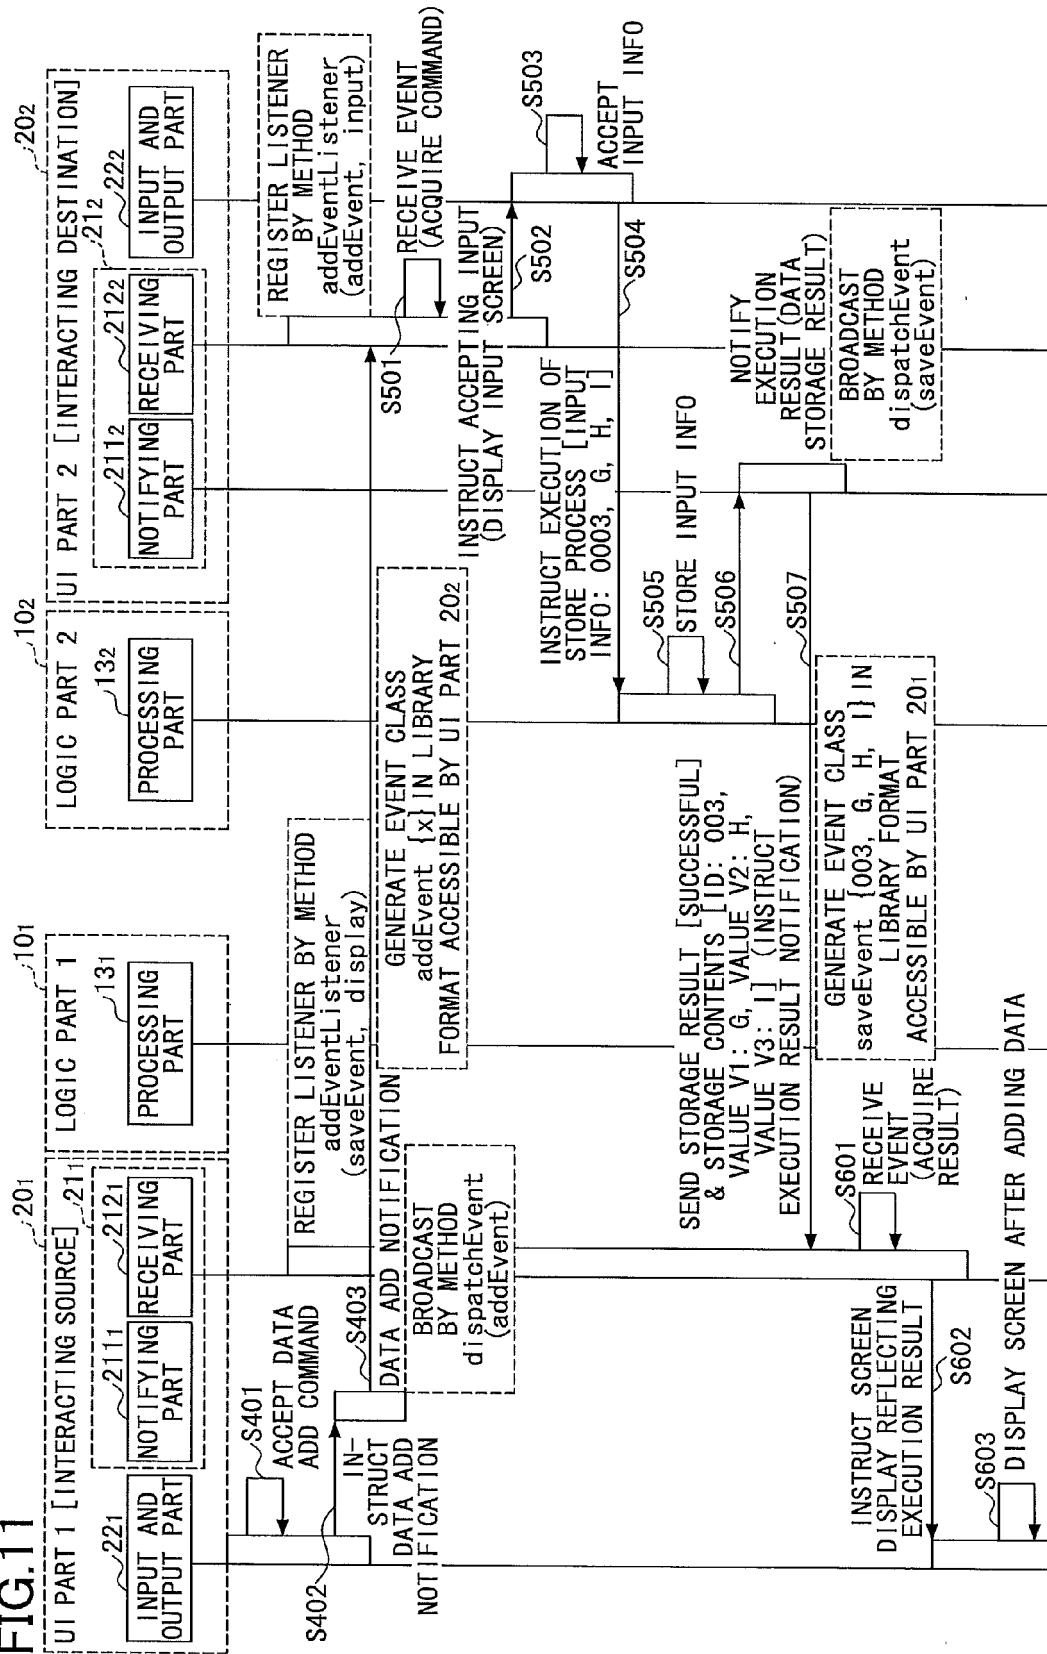 FIG.11
UI PART 1 [INTERACTING SOURCE]
201
221
INPUT AND
OUTPUT PART
211
2111
NOTIFYING
PART
2121
RECEIVING
PART
LOGIC PART 1
101
131
PROCESSING
PART
LOGIC PART 2
102
132
PROCESSING
PART
UI PART 2 [INTERACTING DESTINATION]
202
212
2112
NOTIFYING
PART
2122
RECEIVING
PART
222
INPUT AND
OUTPUT PART
S401
ACCEPT DATA
ADD COMMAND
S402
IN-
STRUCT
DATA ADD
NOTIFICATION
REGISTER LISTENER BY METHOD
addEventListener
(saveEvent, display)
REGISTER LISTENER
BY METHOD
addEventListener
(addEvent, input)
S403
DATA ADD NOTIFICATION
BROADCAST
BY METHOD
dispatchEvent
(addEvent)
GENERATE EVENT CLASS
addEvent {x} IN LIBRARY
FORMAT ACCESSIBLE BY UI PART 202
S501
RECEIVE EVENT
(ACQUIRE COMMAND)
INSTRUCT ACCEPTING INPUT
(DISPLAY INPUT SCREEN)
S502
S503
ACCEPT
INPUT INFO
INSTRUCT EXECUTION OF
STORE PROCESS [INPUT
INFO: 0003, G, H, I]
S504
S505
STORE INPUT INFO
S506
NOTIFY
EXECUTION
RESULT(DATA
STORAGE RESULT)
BROADCAST
BY METHOD
dispatchEvent
(saveEvent)
SEND STORAGE RESULT [SUCCESSFUL]
& STORAGE CONTENTS [ID: 003,
VALUE V1: G, VALUE V2: H,
VALUE V3: I] (INSTRUCT
EXECUTION RESULT NOTIFICATION)
S507
GENERATE EVENT CLASS
saveEvent {003, G, H, I} IN
LIBRARY FORMAT
ACCESSIBLE BY UI PART 201
S601
RECEIVE
EVENT
(ACQUIRE
RESULT)
INSTRUCT SCREEN
DISPLAY REFLECTING
EXECUTION RESULT
S602
S603
DISPLAY SCREEN AFTER ADDING DATA